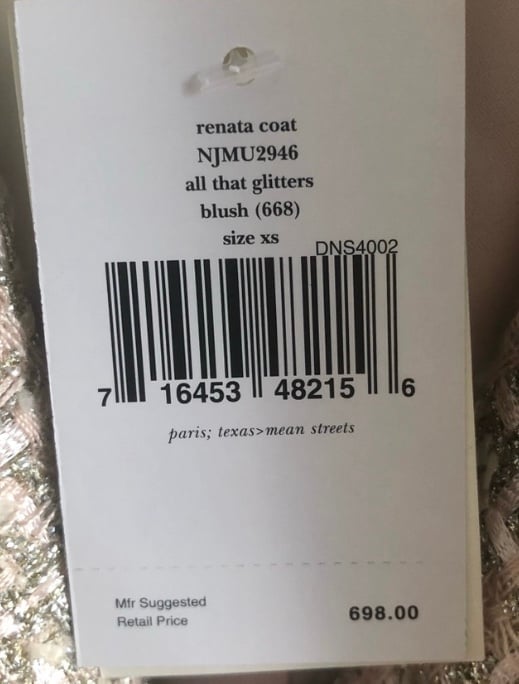 renata coat
NJMU2946
all that glitters
blush (668)
size xs
DNS4002
7 16453 48215 6
paris; texas>mean streets
Mfr Suggested
Retail Price
698.00